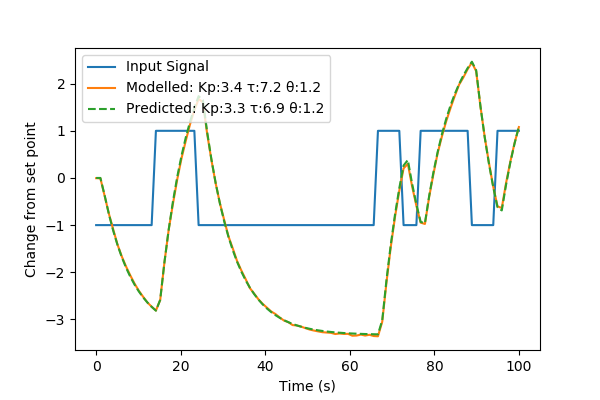 Input Signal
Modelled: Kp:3.4 τ:7.2 θ:1.2
Predicted: Kp:3.3 τ:6.9 θ:1.2
2
1
0
−1
−2
−3
Change from set point
0 20 40 60 80 100
Time (s)